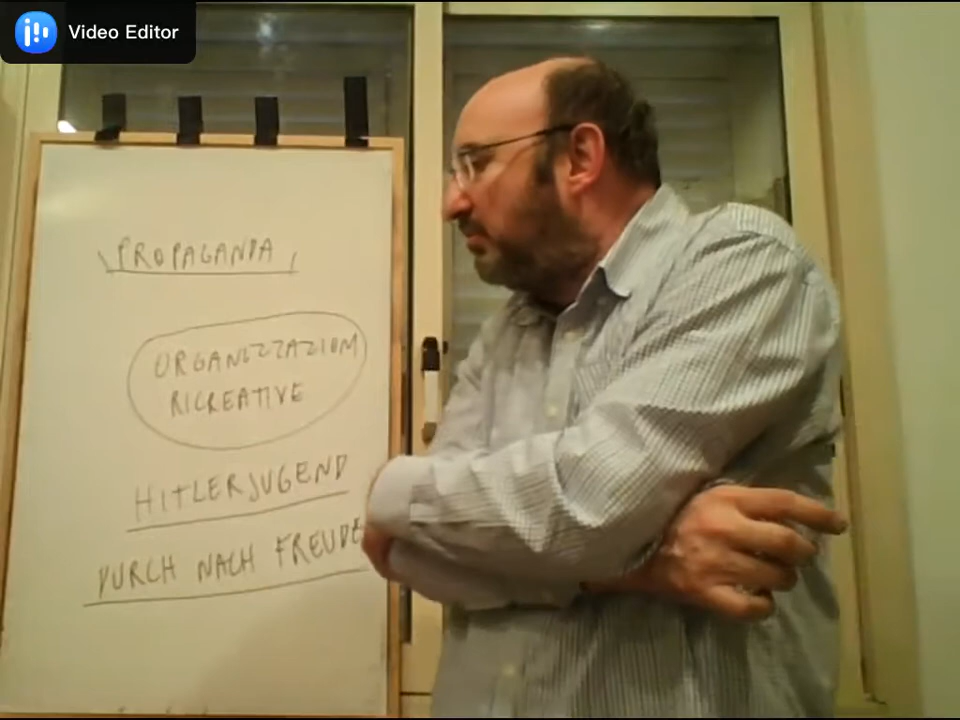 Video Editor
PROPAGANDA
ORGANIZZAZIONI
RICREATIVE
HITLERJUGEND
DURCH NACH FREUDE